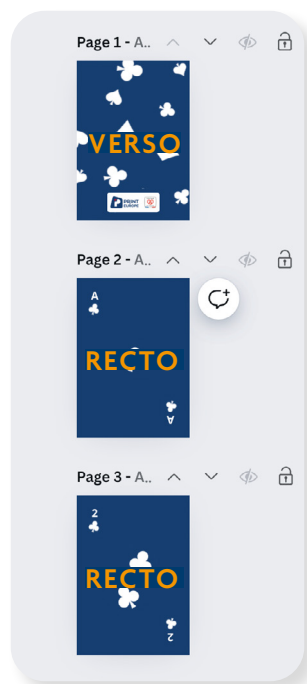 Page 1 - A..
VERSO
PRINT
EUROPE
Page 2 - A..
A
RECTO
A
Page 3 - A..
2
RECTO
2